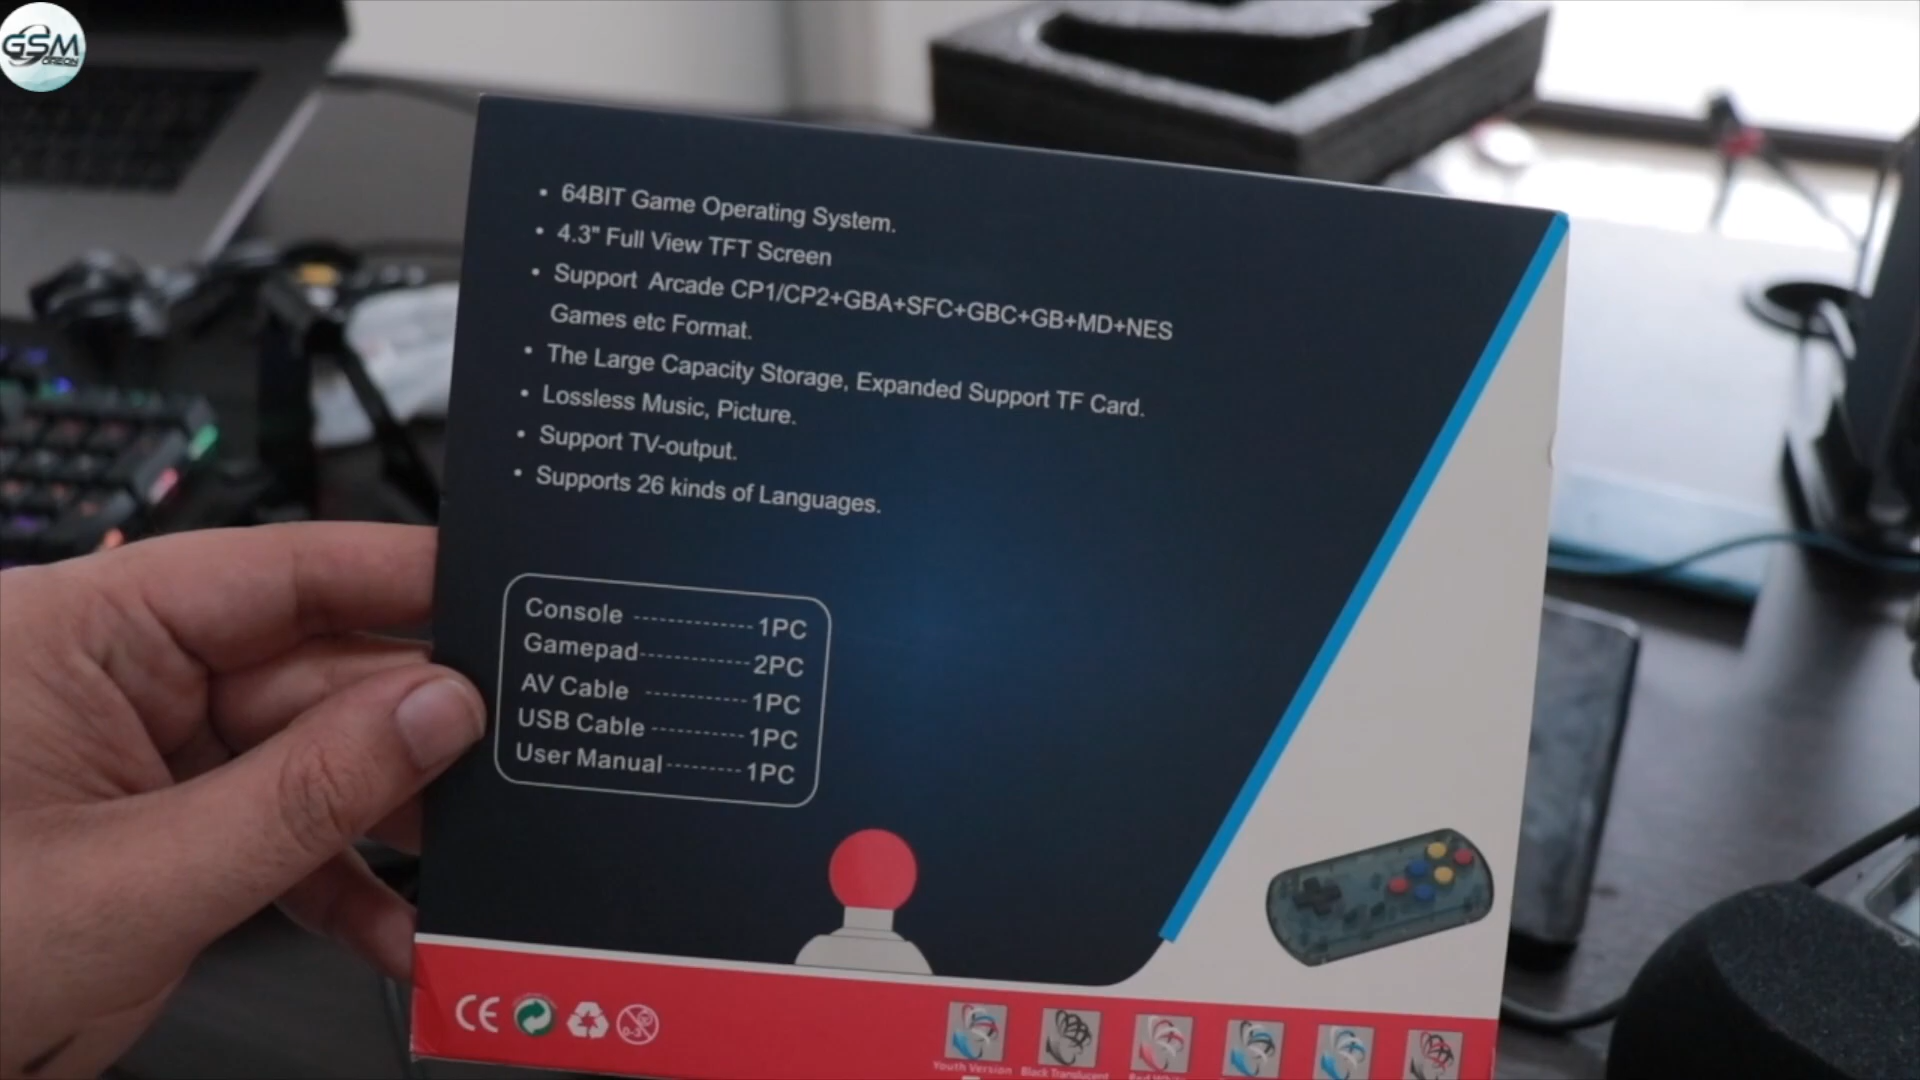 GSM
• 64BIT Game Operating System.
• 4.3" Full View TFT Screen
• Support Arcade CP1/CP2+GBA+SFC+GBC+GB+MD+NES
Games etc Format.
• The Large Capacity Storage, Expanded Support TF Card.
• Lossless Music, Picture.
• Support TV-output.
• Supports 26 kinds of Languages.
Console ------------- 1PC
Gamepad------------ 2PC
AV Cable ----------- 1PC
USB Cable ---------- 1PC
User Manual --------- 1PC
CE
0-3
Youth Version
Black Translucent